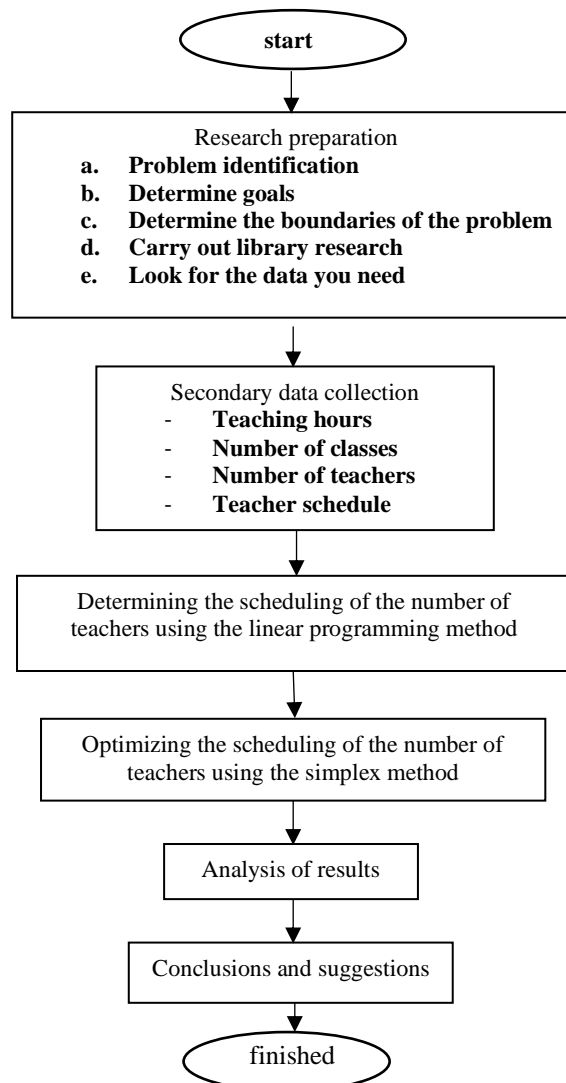 start
Research preparation
a. Problem identification
b. Determine goals
c. Determine the boundaries of the problem
d. Carry out library research
e. Look for the data you need
Secondary data collection
- Teaching hours
- Number of classes
- Number of teachers
- Teacher schedule
Determining the scheduling of the number of
teachers using the linear programming method
Optimizing the scheduling of the number of
teachers using the simplex method
Analysis of results
Conclusions and suggestions
finished